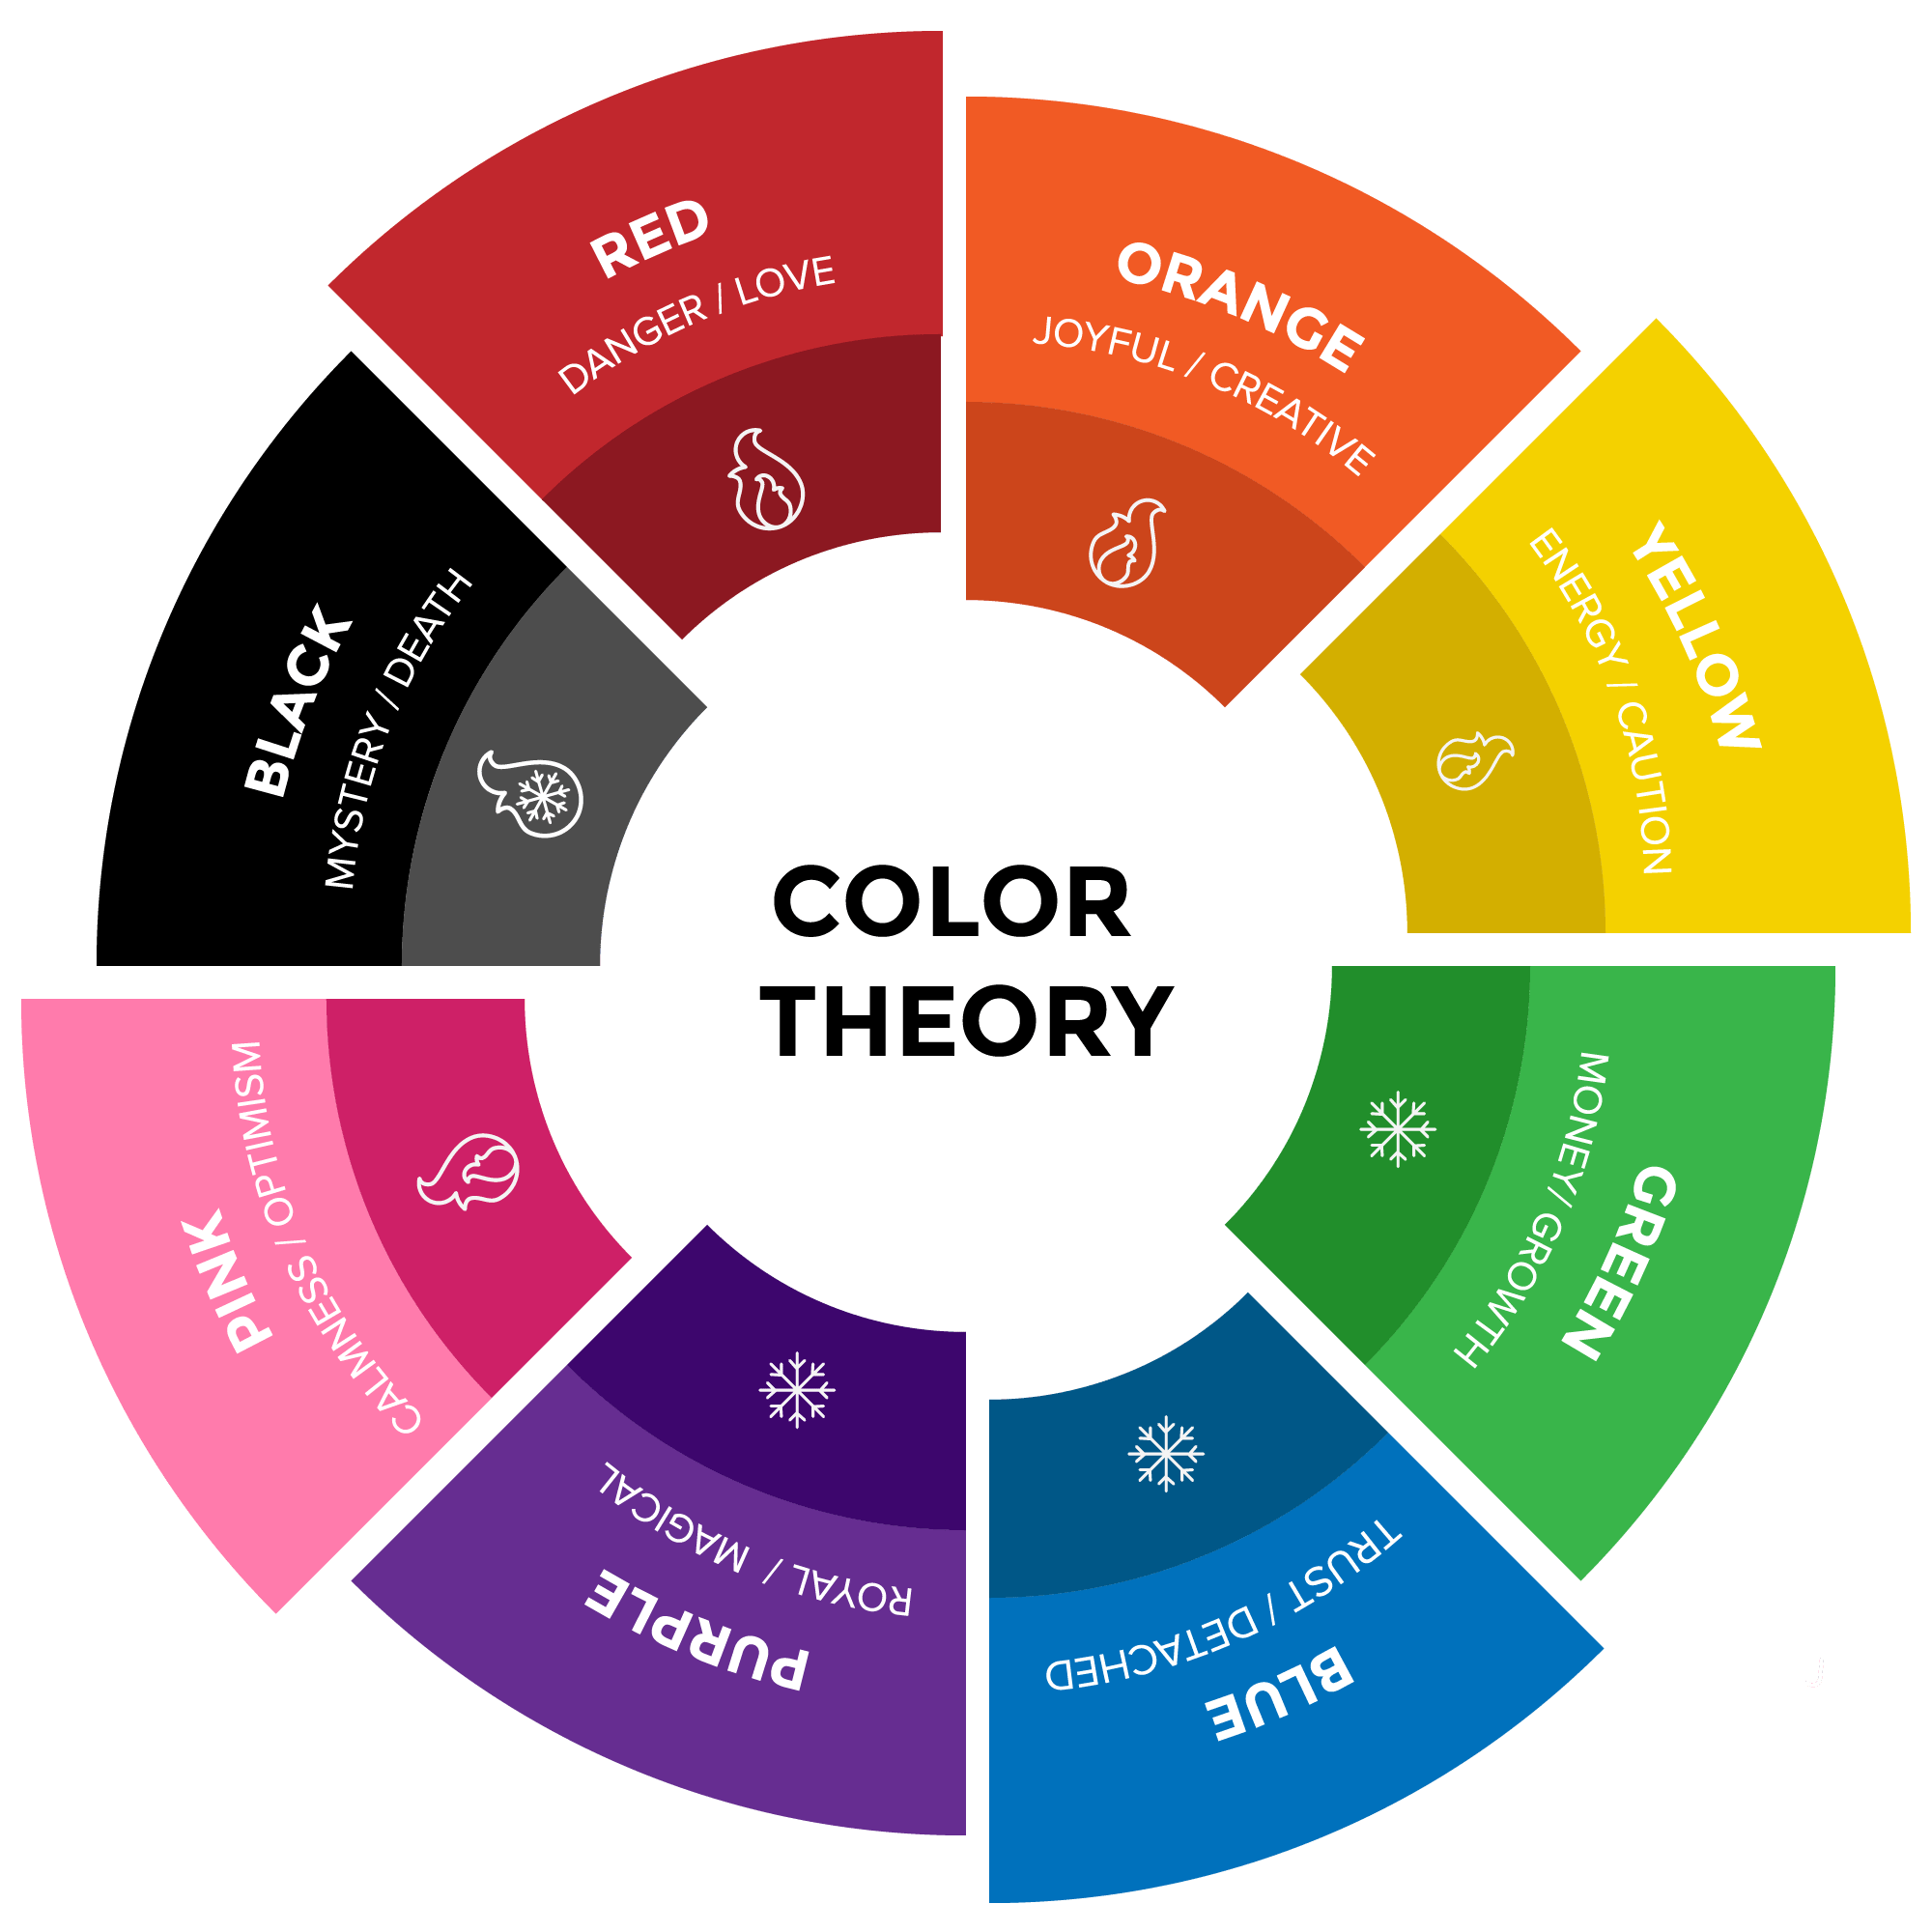 COLOR
THEORY
RED
DANGER / LOVE
ORANGE
JOYFUL / CREATIVE
YELLOW
ENERGY / CAUTION
GREEN
MONEY / GROWTH
BLUE
TRUST / DETACHED
PURPLE
ROYAL / MAGICAL
PINK
CALMNESS / OPTIMISM
BLACK
MYSTERY / DEATH